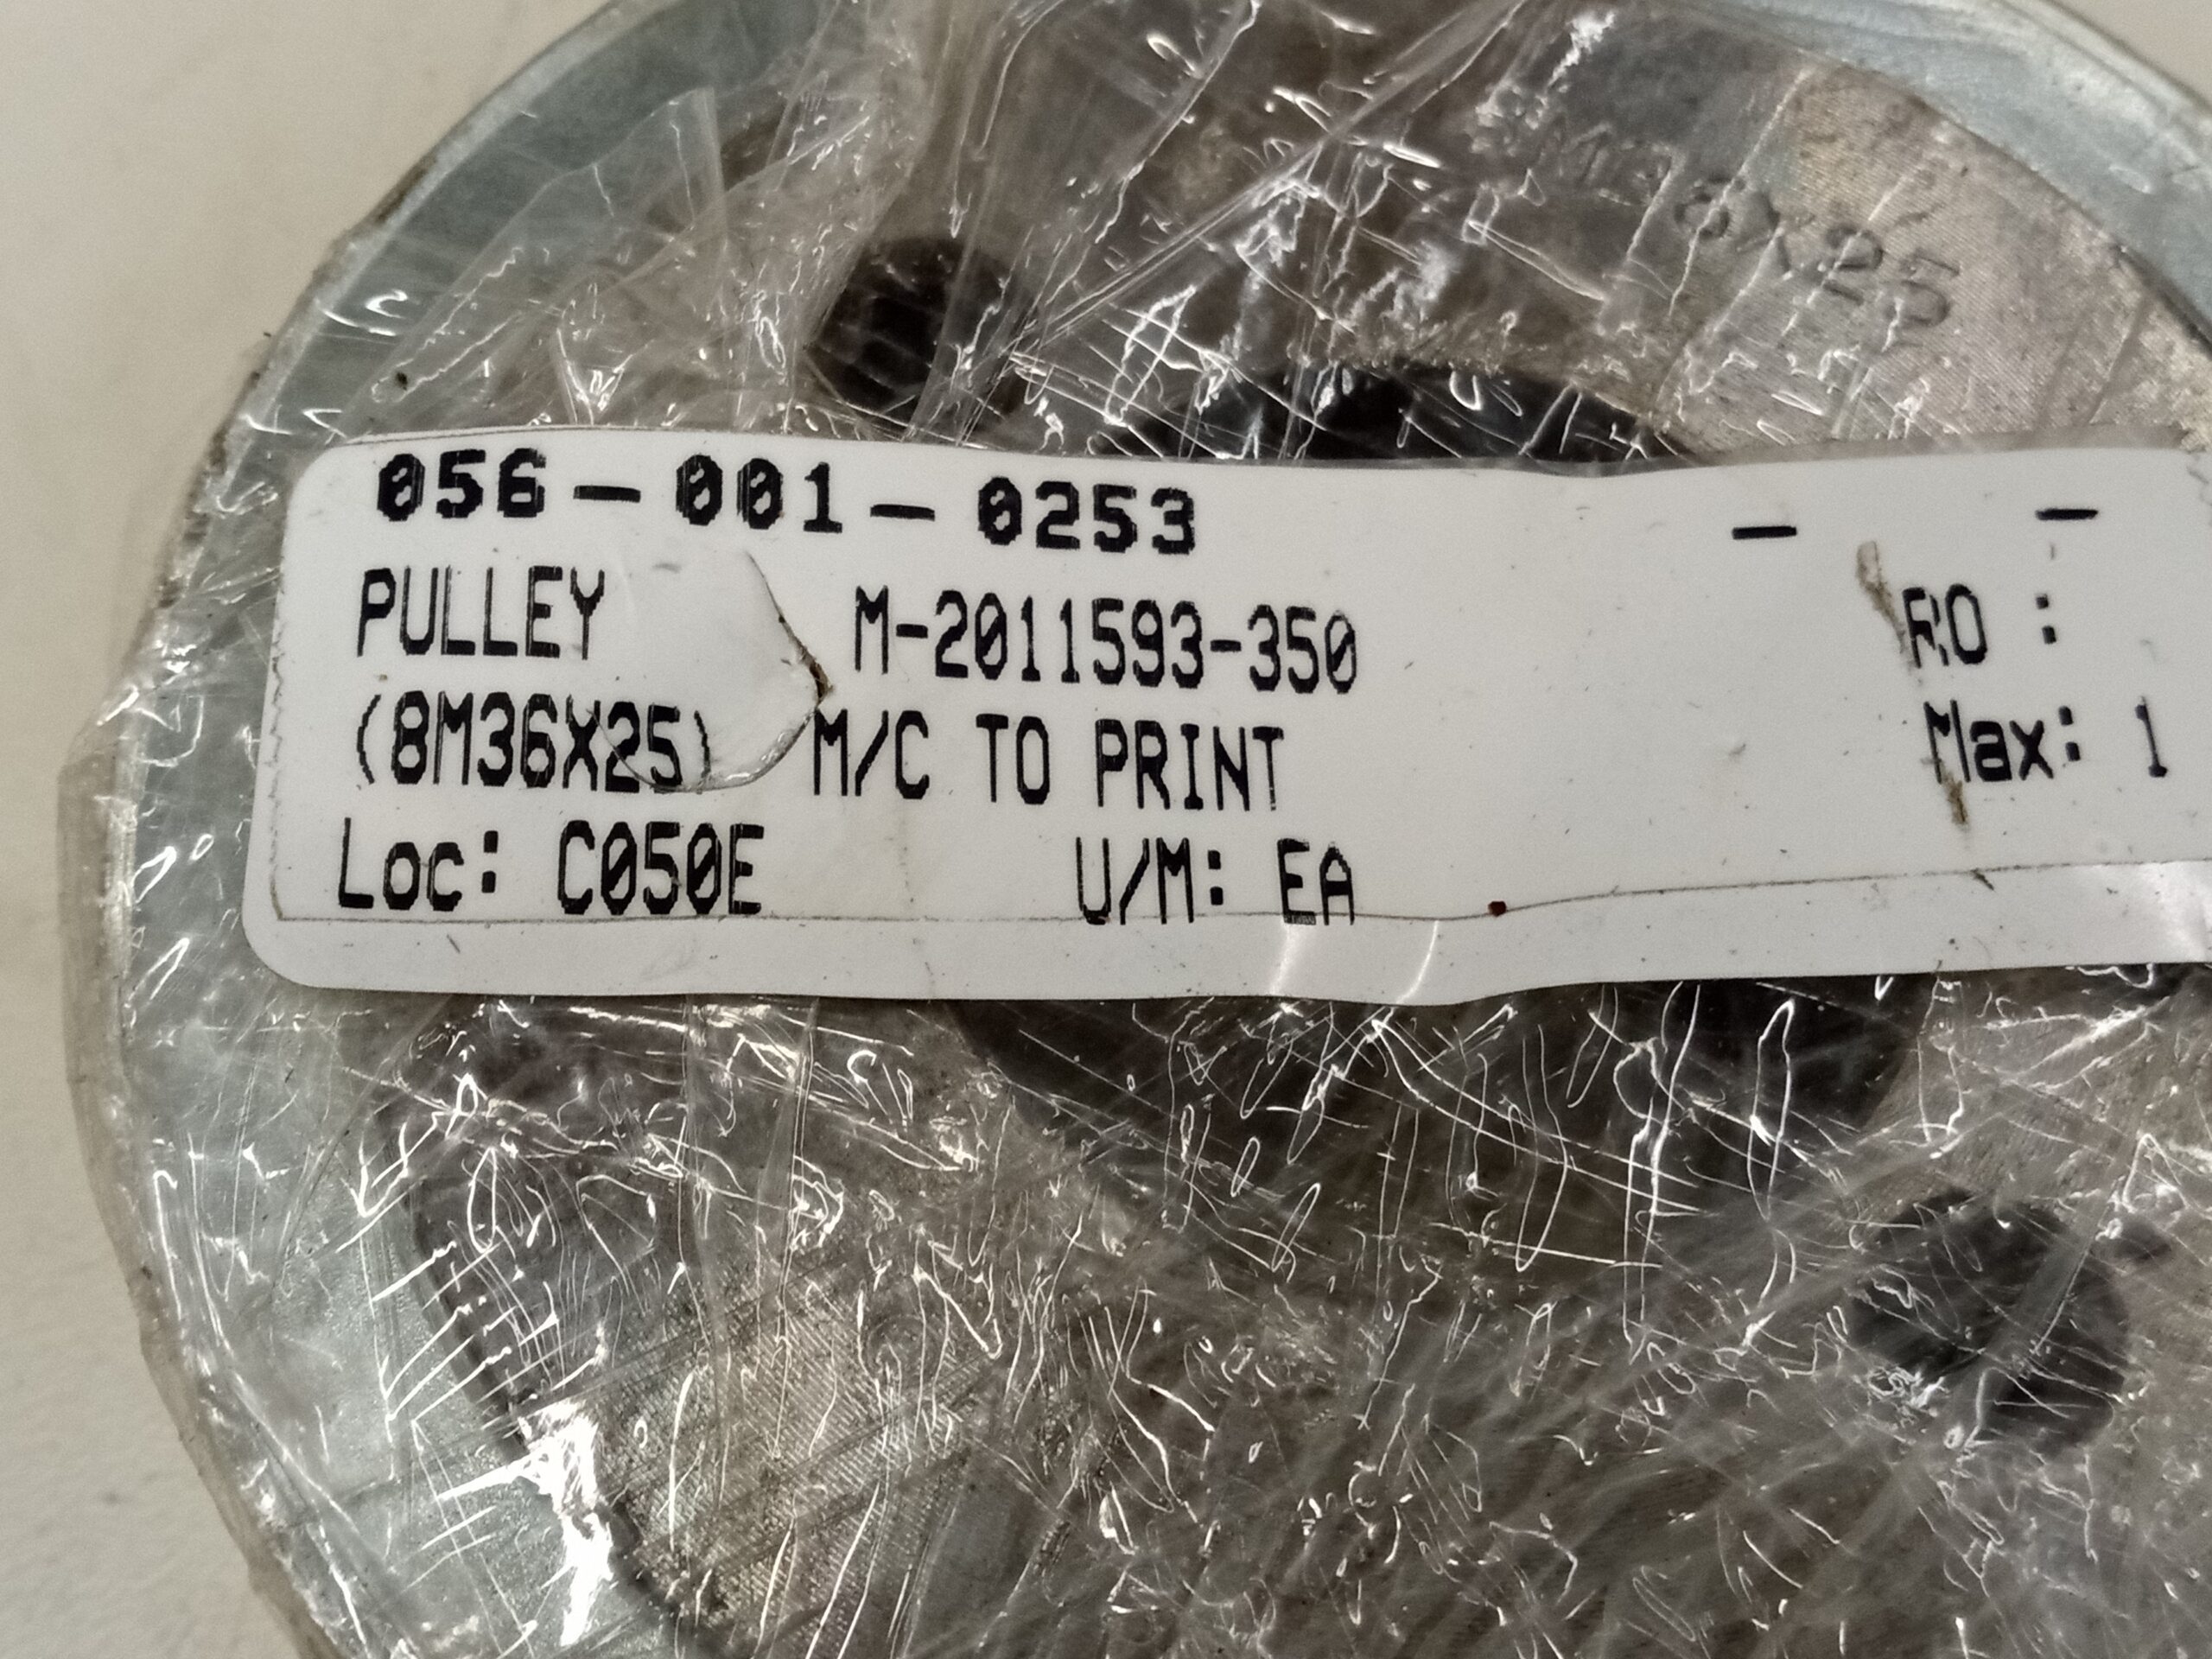 056-001-0253 - -
PULLEY M-2011593-350 RO :
(8M36X25) M/C TO PRINT Max: 1
Loc: C050E U/M: EA